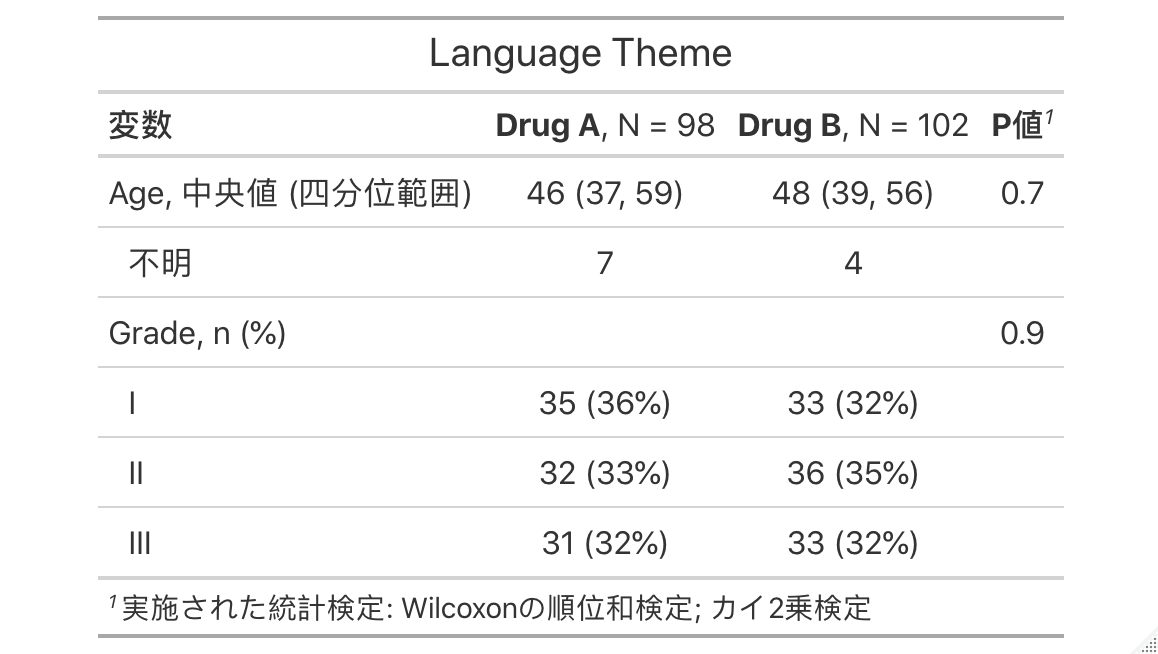 Language Theme
変数 Drug A, N = 98 Drug B, N = 102 P値1
Age, 中央値 (四分位範囲) 46 (37, 59) 48 (39, 56) 0.7
不明 7 4
Grade, n (%) 0.9
I 35 (36%) 33 (32%)
II 32 (33%) 36 (35%)
III 31 (32%) 33 (32%)
1 実施された統計検定: Wilcoxonの順位和検定; カイ2乗検定